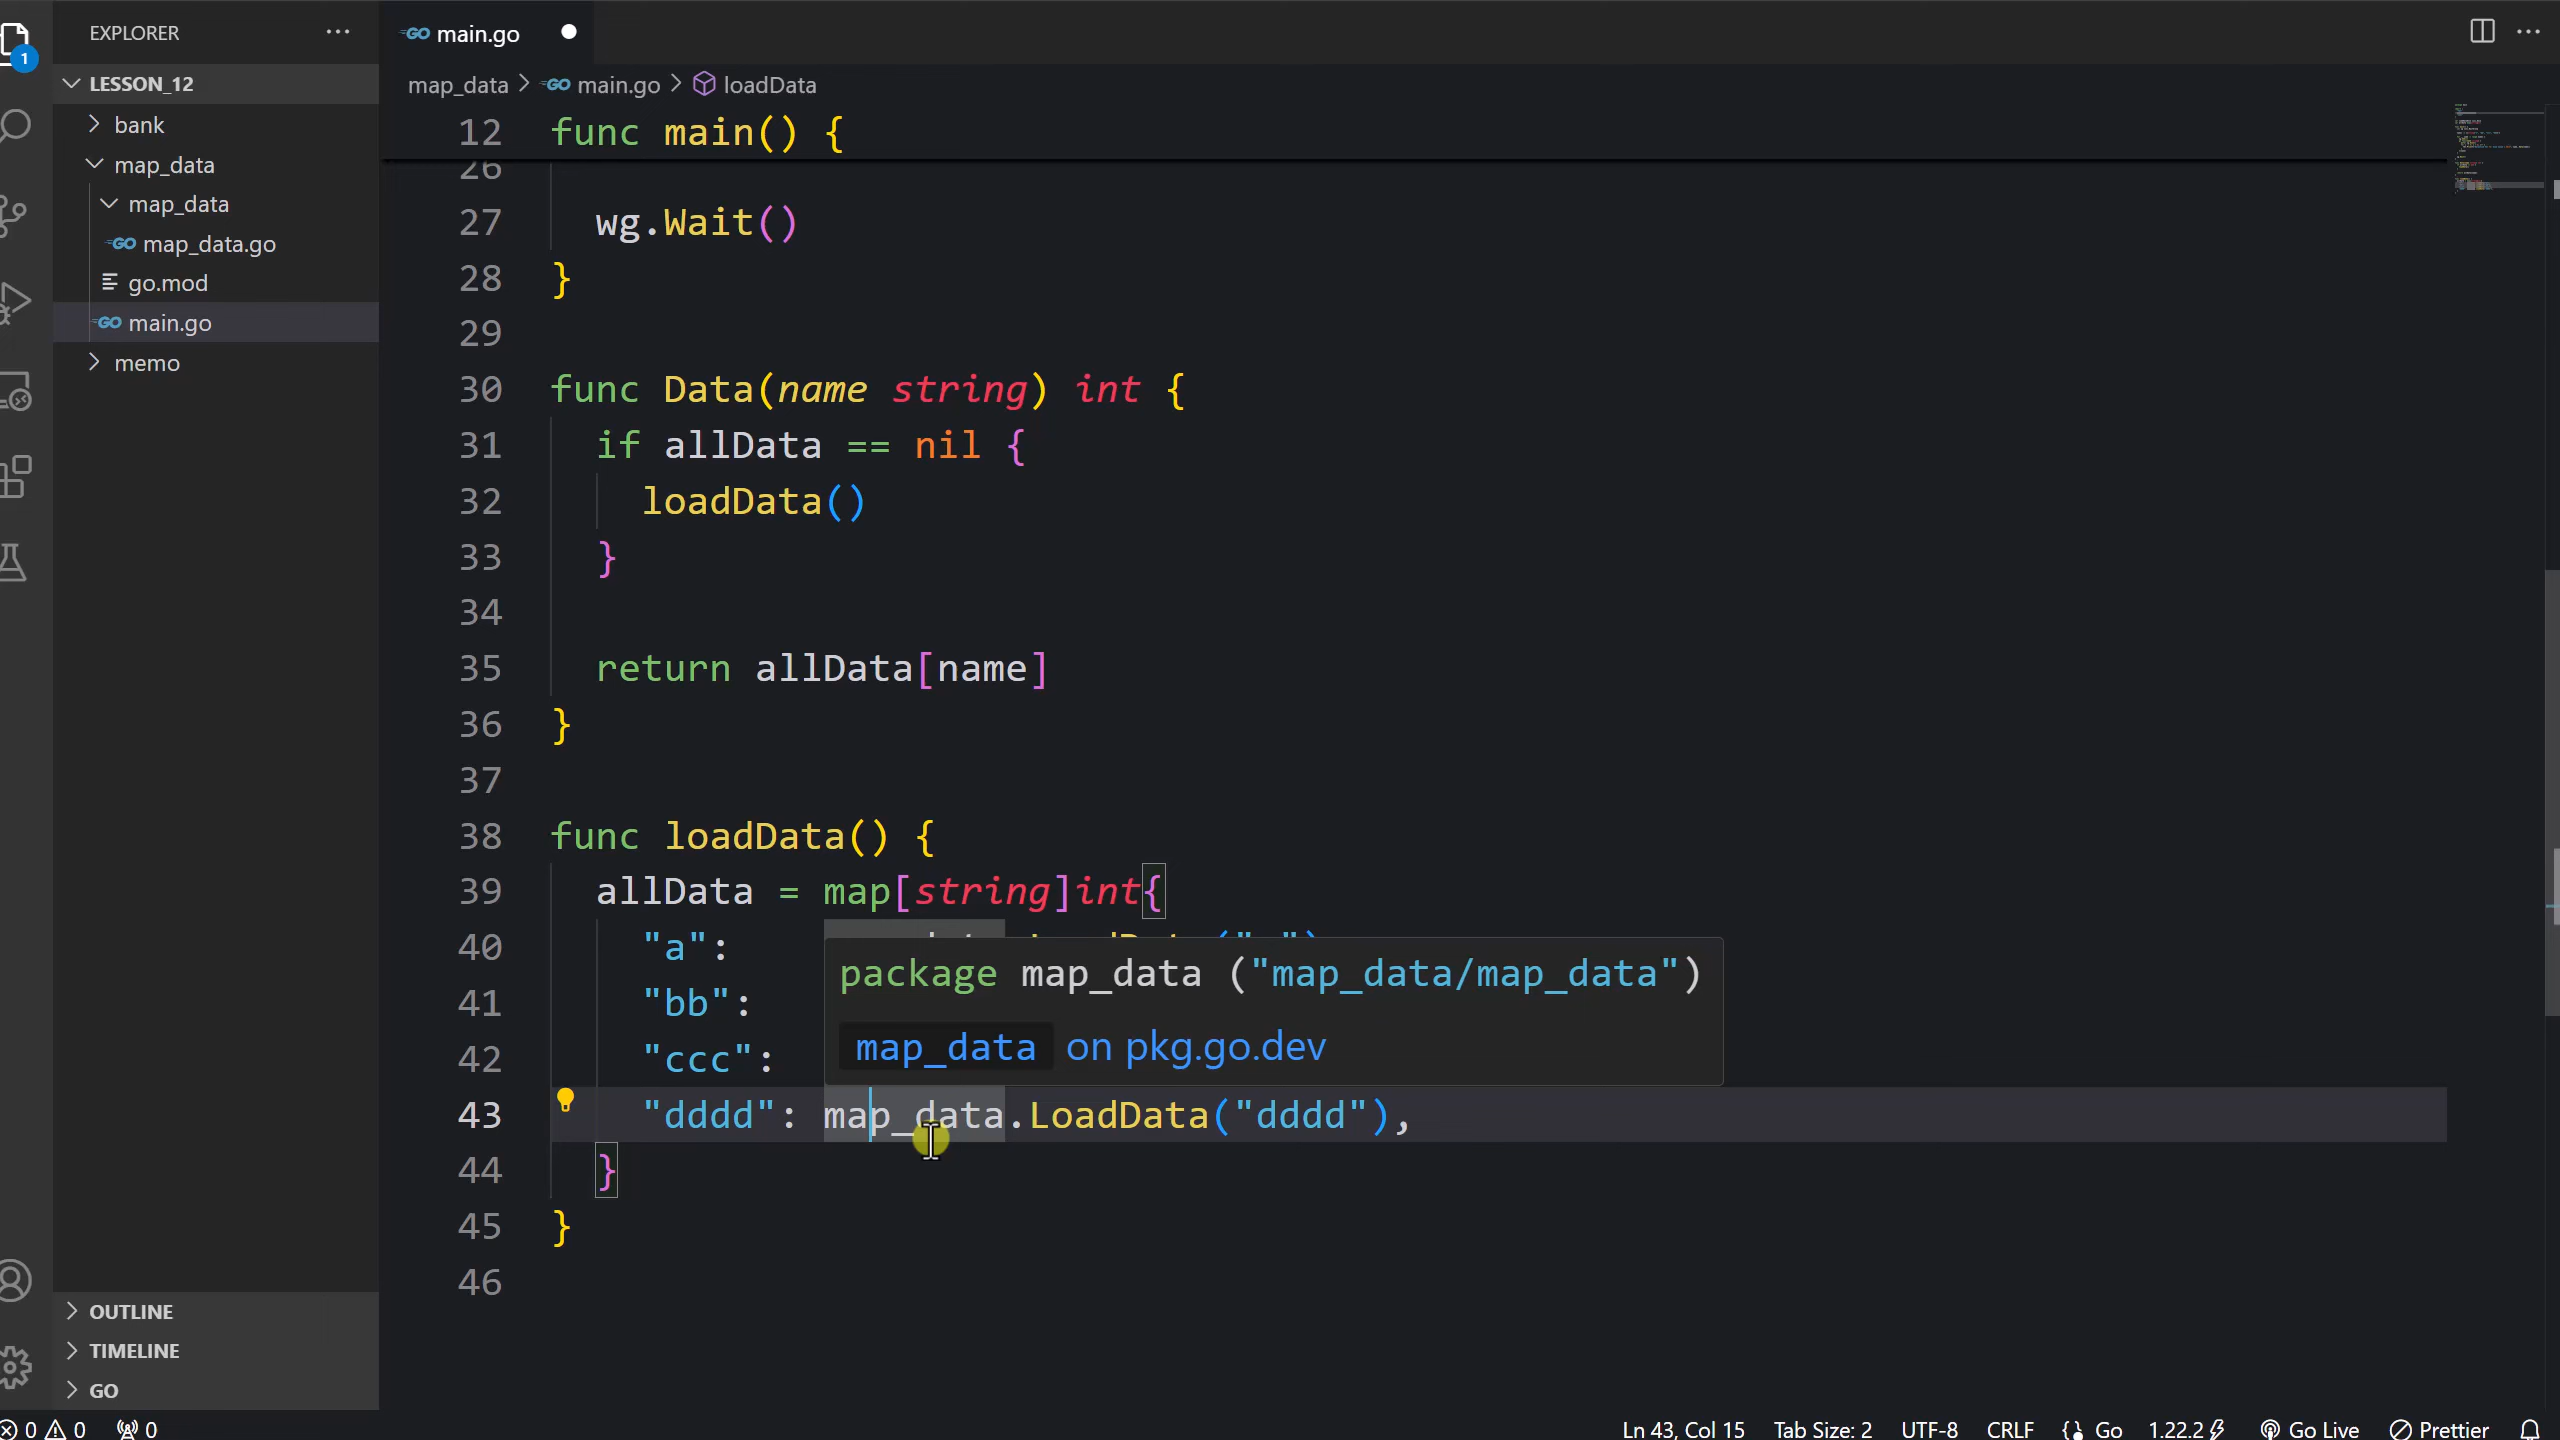 EXPLORER
LESSON_12
bank
map_data
map_data
map_data.go
go.mod
main.go
memo
OUTLINE
TIMELINE
GO
1
main.go
map_data > main.go > loadData
12 func main() {
26
27 wg.Wait()
28 }
29
30 func Data(name string) int {
31 if allData == nil {
32 loadData()
33 }
34
35 return allData[name]
36 }
37
38 func loadData() {
39 allData = map[string]int{
40 "a":
41 "bb":
42 "ccc":
package map_data ("map_data/map_data")
map_data on pkg.go.dev
43 "dddd": map_data.LoadData("dddd"),
44 }
45 }
46
0 0 0 Ln 43, Col 15 Tab Size: 2 UTF-8 CRLF Go 1.22.2 Go Live Prettier